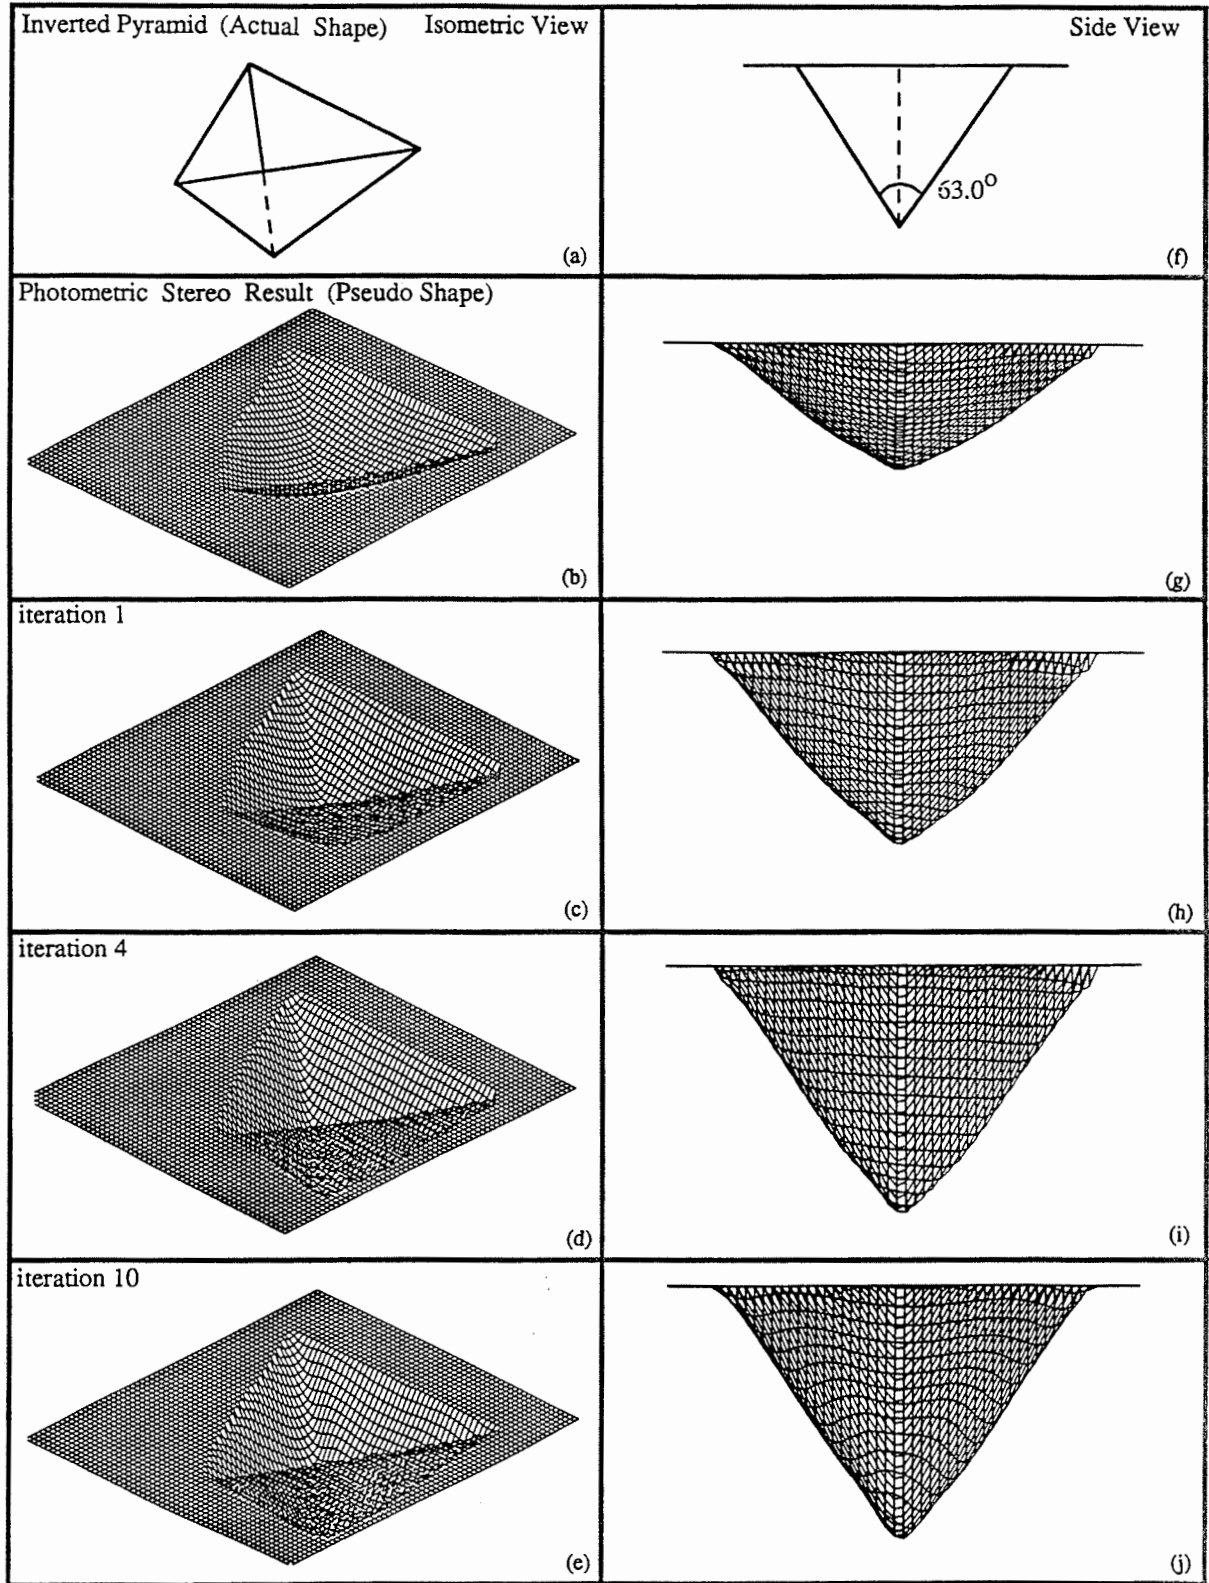 Inverted Pyramid (Actual Shape) Isometric View
Side View
63.0°
(a)
(f)
Photometric Stereo Result (Pseudo Shape)
(b)
(g)
iteration 1
(c)
(h)
iteration 4
(d)
(i)
iteration 10
(e)
(j)